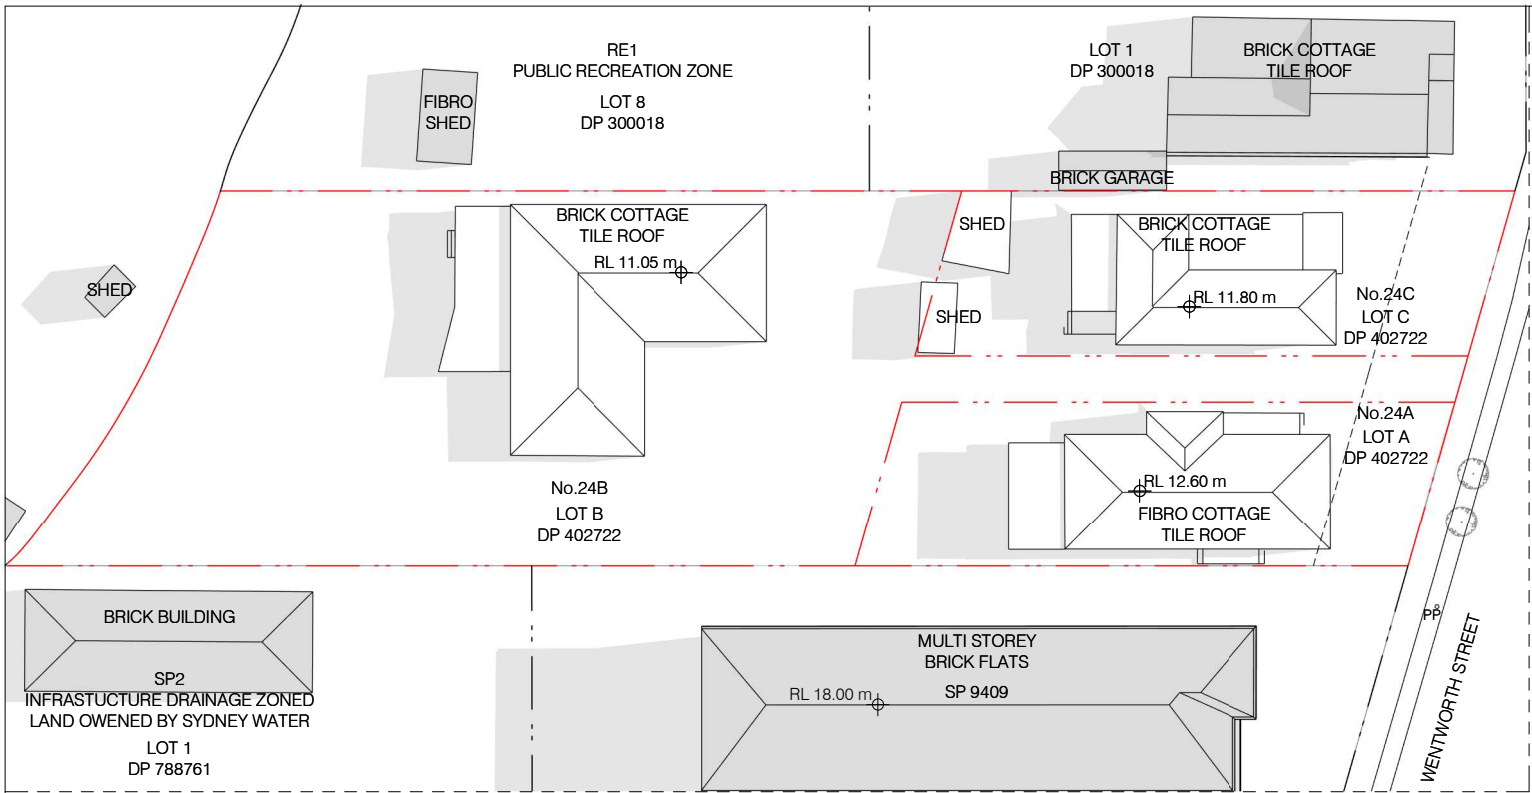 RE1
PUBLIC RECREATION ZONE
LOT 8
DP 300018
FIBRO
SHED
LOT 1
DP 300018
BRICK COTTAGE
TILE ROOF
BRICK GARAGE
BRICK COTTAGE
TILE ROOF
RL 11.05 m
SHED
SHED
SHED
BRICK COTTAGE
TILE ROOF
RL 11.80 m
No.24C
LOT C
DP 402722
No.24A
LOT A
DP 402722
RL 12.60 m
FIBRO COTTAGE
TILE ROOF
No.24B
LOT B
DP 402722
BRICK BUILDING
SP2
INFRASTUCTURE DRAINAGE ZONED
LAND OWENED BY SYDNEY WATER
LOT 1
DP 788761
MULTI STOREY
BRICK FLATS
SP 9409
RL 18.00 m
PP
WENTWORTH STREET